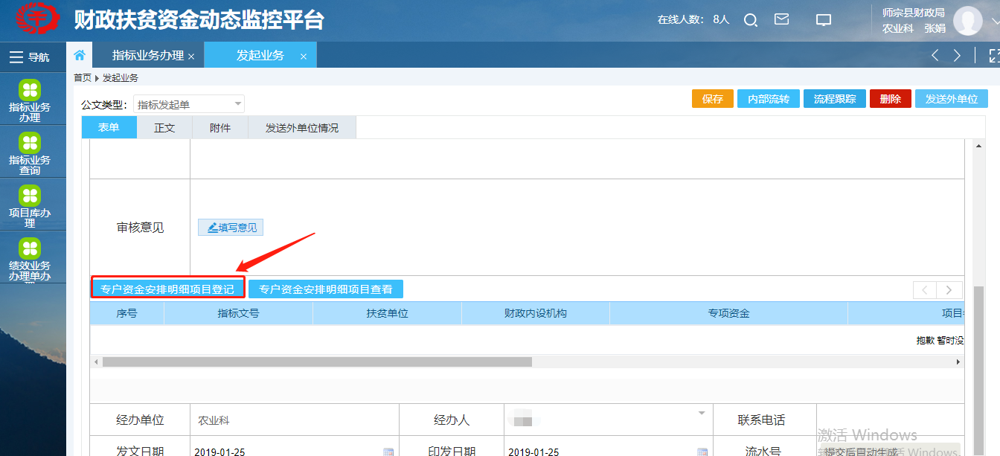 财政扶贫资金动态监控平台
在线人数： 8人
师宗县财政局
农业科 张娟
导航
指标业务办理 ×
发起业务 ×
首页 发起业务
指标业务
办理
指标业务
查询
项目库办
理
绩效业务
办理单办
公文类型： 指标发起单
保存
内部流转
流程跟踪
删除
发送外单位
表单
正文
附件
发送外单位情况
审核意见
填写意见
专户资金安排明细项目登记
专户资金安排明细项目查看
序号
指标文号
扶贫单位
财政内设机构
专项资金
项目
抱歉 暂时没
经办单位
农业科
经办人
联系电话
发文日期
2019-01-25
印发日期
2019-01-25
流水号
提交后自动生成
激活 Windows
Windows。